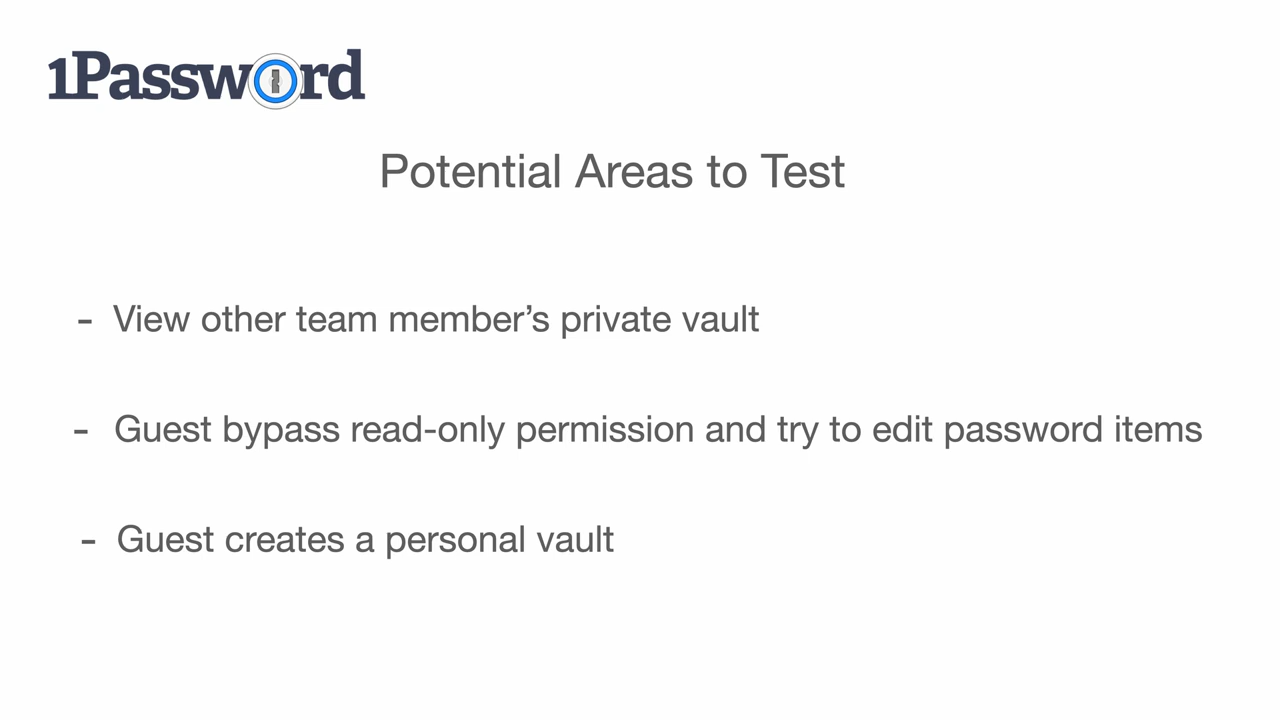 1Password
Potential Areas to Test
- View other team member’s private vault
- Guest bypass read-only permission and try to edit password items
- Guest creates a personal vault